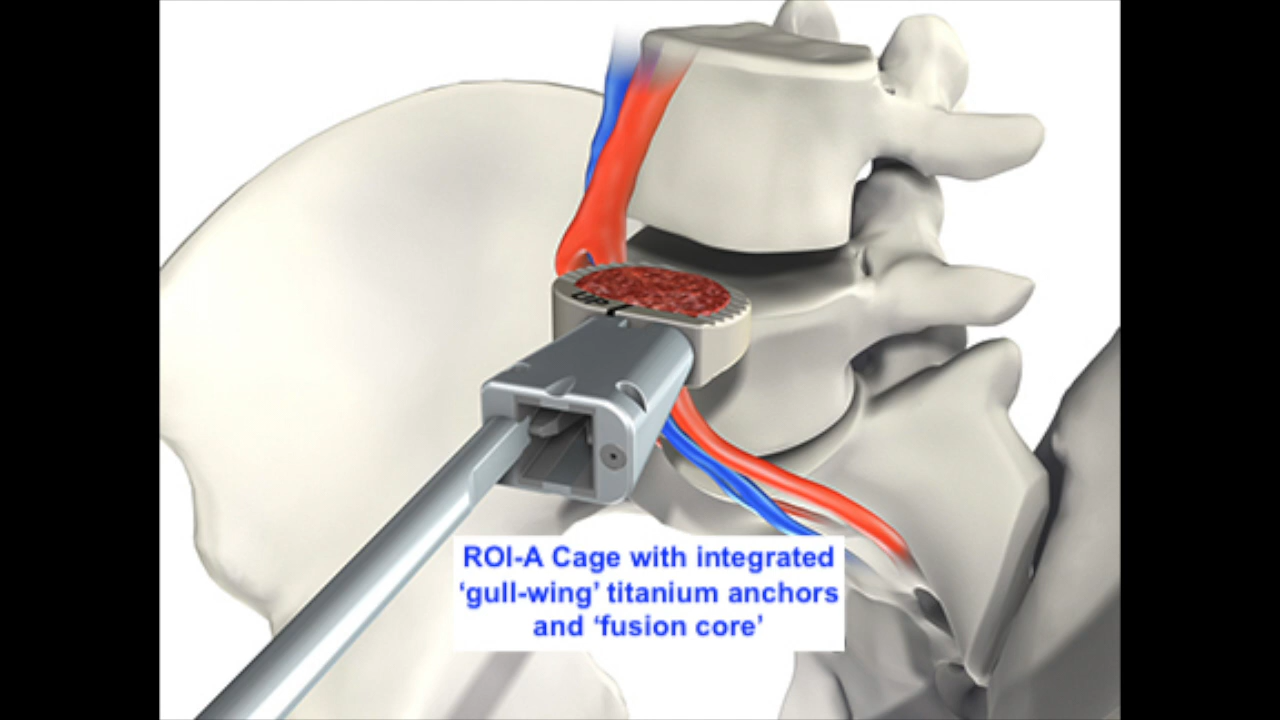 UP
ROI-A Cage with integrated
‘gull-wing’ titanium anchors
and ‘fusion core’